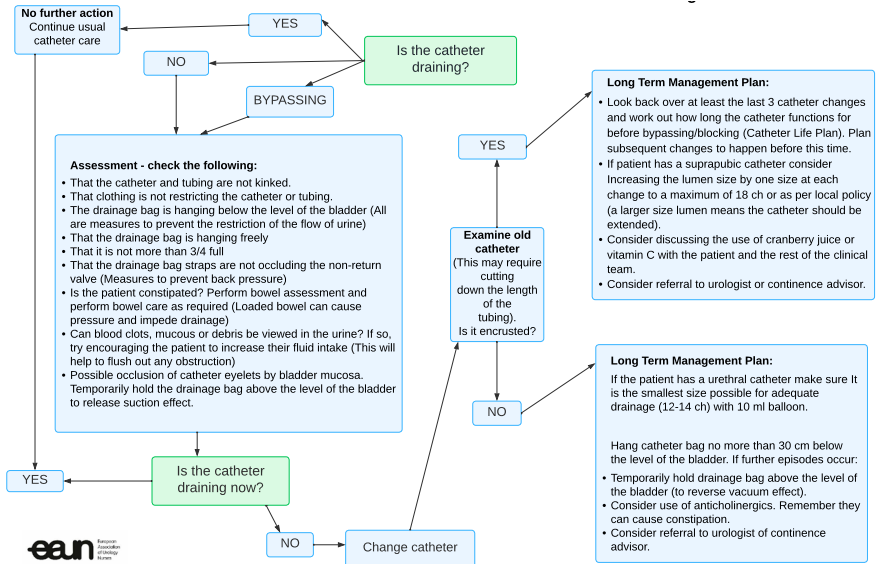 No further action
Continue usual
catheter care
YES
Is the catheter
draining?
NO
BYPASSING
Assessment - check the following:
• That the catheter and tubing are not kinked.
• That clothing is not restricting the catheter or tubing.
• The drainage bag is hanging below the level of the bladder (All
are measures to prevent the restriction of the flow of urine)
• That the drainage bag is hanging freely
• That it is not more than 3/4 full
• That the drainage bag straps are not occluding the non-return
valve (Measures to prevent back pressure)
• Is the patient constipated? Perform bowel assessment and
perform bowel care as required (Loaded bowel can cause
pressure and impede drainage)
• Can blood clots, mucous or debris be viewed in the urine? If so,
try encouraging the patient to increase their fluid intake (This will
help to flush out any obstruction)
• Possible occlusion of catheter eyelets by bladder mucosa.
Temporarily hold the drainage bag above the level of the bladder
to release suction effect.
Is the catheter
draining now?
YES
NO
Change catheter
Examine old
catheter
(This may require
cutting
down the length
of the
tubing).
Is it encrusted?
YES
NO
Long Term Management Plan:
• Look back over at least the last 3 catheter changes
and work out how long the catheter functions for
before bypassing/blocking (Catheter Life Plan). Plan
subsequent changes to happen before this time.
• If patient has a suprapubic catheter consider
Increasing the lumen size by one size at each
change to a maximum of 18 ch or as per local policy
(a larger size lumen means the catheter should be
extended).
• Consider discussing the use of cranberry juice or
vitamin C with the patient and the rest of the clinical
team.
• Consider referral to urologist or continence advisor.
Long Term Management Plan:
If the patient has a urethral catheter make sure It
is the smallest size possible for adequate
drainage (12-14 ch) with 10 ml balloon.
Hang catheter bag no more than 30 cm below
the level of the bladder. If further episodes occur:
• Temporarily hold drainage bag above the level of
the bladder (to reverse vacuum effect).
• Consider use of anticholinergics. Remember they
can cause constipation.
• Consider referral to urologist of continence
advisor.
eaun
European
Association
of Urology
Nurses